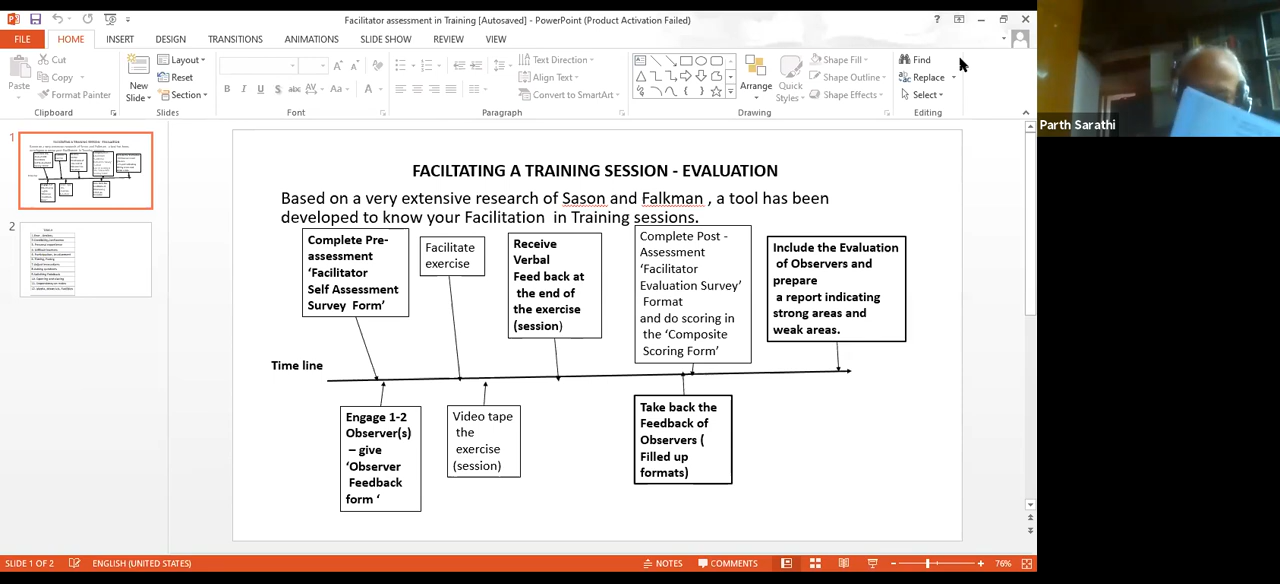 Facilitator assessment in Training [Autosaved] - PowerPoint (Product Activation Failed)
FILE HOME INSERT DESIGN TRANSITIONS ANIMATIONS SLIDE SHOW REVIEW VIEW
Paste
Cut
Copy
Format Painter
Clipboard
New
Slide
Layout
Reset
Section
Slides
Font
Text Direction
Align Text
Convert to SmartArt
Paragraph
Arrange
Quick
Styles
Shape Fill
Shape Outline
Shape Effects
Drawing
Find
Replace
Select
Editing
Parth Sarathi
1
2
FACILTATING A TRAINING SESSION - EVALUATION
Based on a very extensive research of Sason and Falkman , a tool has been
developed to know your Facilitation in Training sessions.
Complete Pre-
assessment
‘Facilitator
Self Assessment
Survey Form’
Facilitate
exercise
Receive
Verbal
Feed back at
the end of
the exercise
(session)
Complete Post -
Assessment
‘Facilitator
Evaluation Survey’
Format
and do scoring in
the ‘Composite
Scoring Form’
Include the Evaluation
of Observers and
prepare
a report indicating
strong areas and
weak areas.
Time line
Engage 1-2
Observer(s)
– give
‘Observer
Feedback
form ‘
Video tape
the
exercise
(session)
Take back the
Feedback of
Observers (
Filled up
formats)
SLIDE 1 OF 2 ENGLISH (UNITED STATES) NOTES COMMENTS 76%